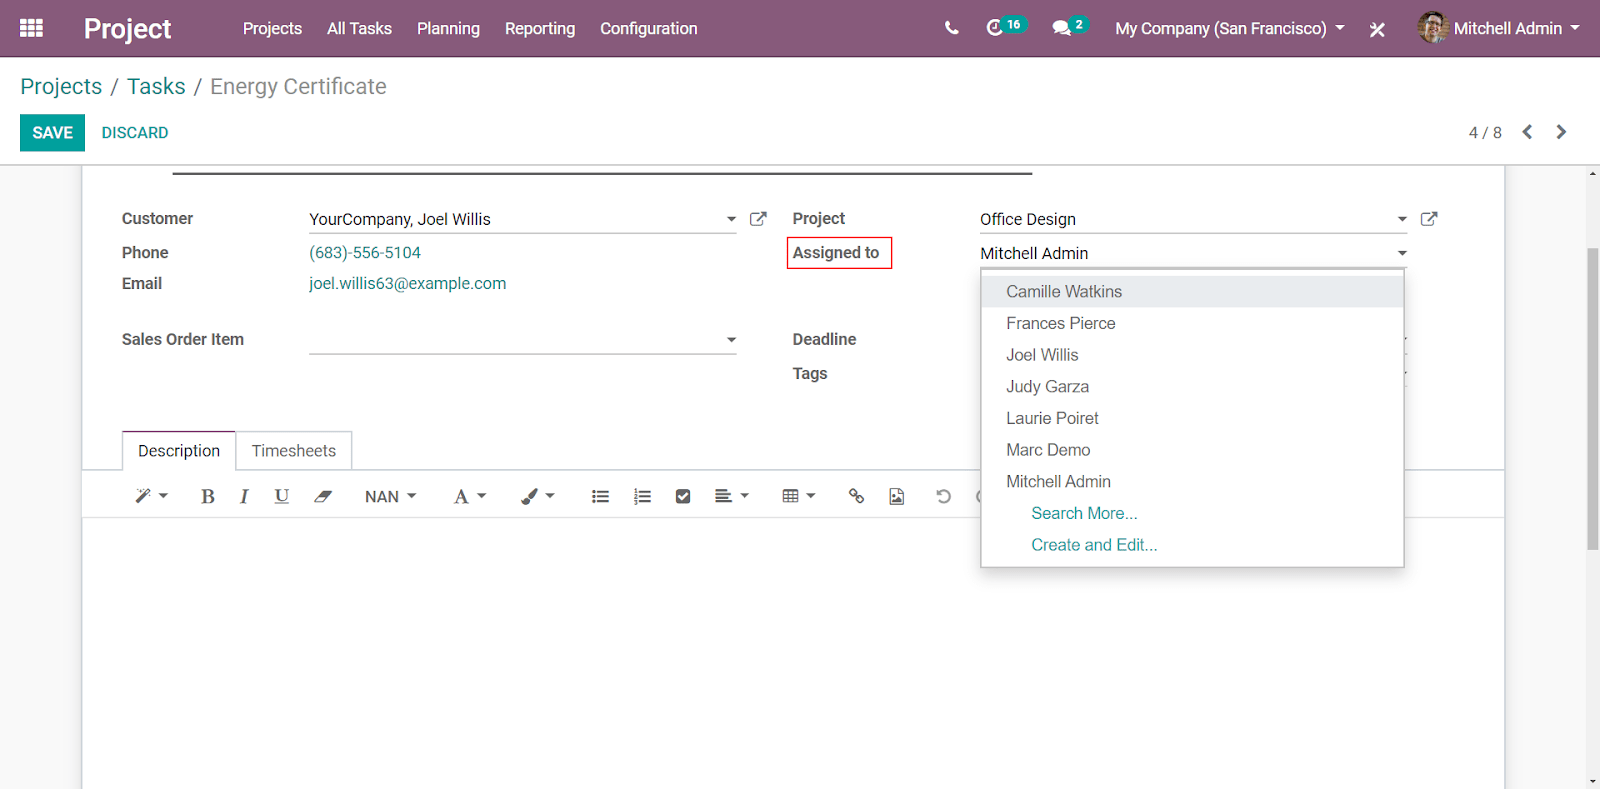 Project Projects All Tasks Planning Reporting Configuration 16 2 My Company (San Francisco) Mitchell Admin
Projects / Tasks / Energy Certificate
SAVE DISCARD 4 / 8
Customer YourCompany, Joel Willis Project Office Design
Phone (683)-556-5104 Assigned to Mitchell Admin
Email joel.willis63@example.com
Camille Watkins
Frances Pierce
Sales Order Item Deadline
Joel Willis
Tags
Judy Garza
Laurie Poiret
Description Timesheets
Marc Demo
Mitchell Admin
B I U NAN A
Search More...
Create and Edit...